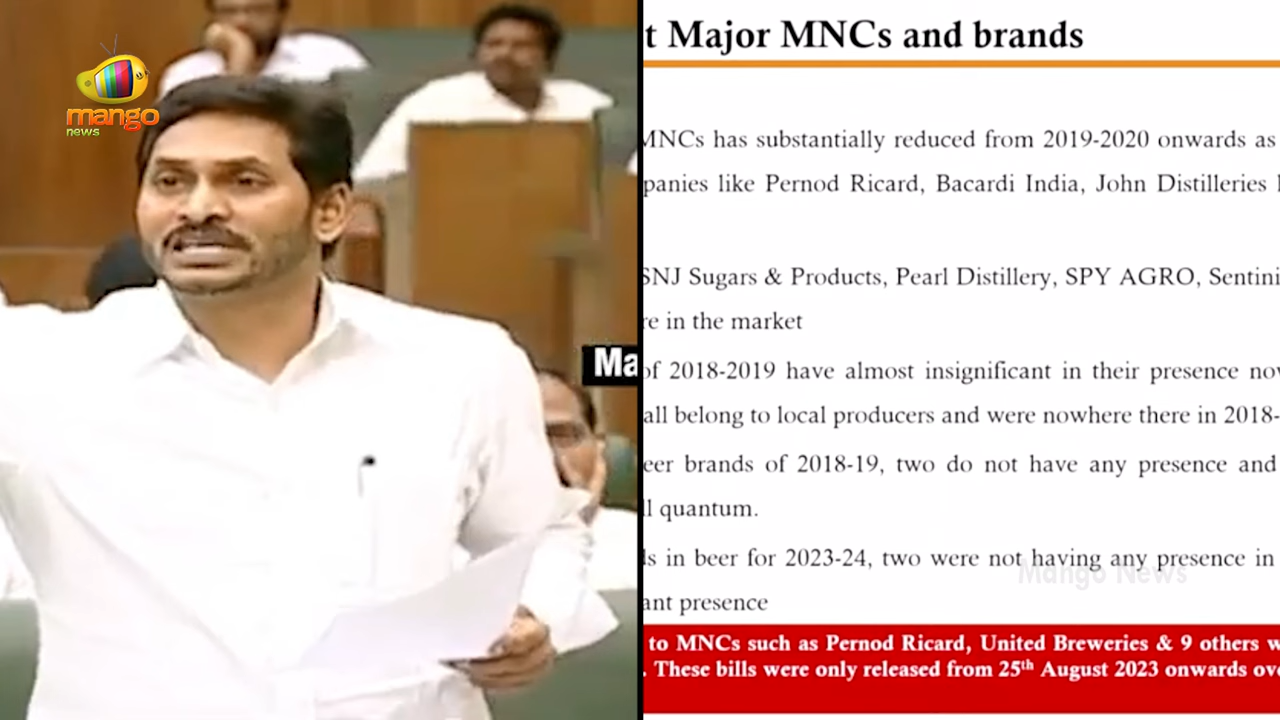 mango
news
Ma
t Major MNCs and brands
MNCs has substantially reduced from 2019-2020 onwards as
panies like Pernod Ricard, Bacardi India, John Distilleries
SNJ Sugars & Products, Pearl Distillery, SPY AGRO, Sentini
re in the market
of 2018-2019 have almost insignificant in their presence nov
all belong to local producers and were nowhere there in 2018-
eer brands of 2018-19, two do not have any presence and
ll quantum.
ls in beer for 2023-24, two were not having any presence in
Mango News
ant presence
to MNCs such as Pernod Ricard, United Breweries & 9 others w
. These bills were only released from 25th August 2023 onwards ove